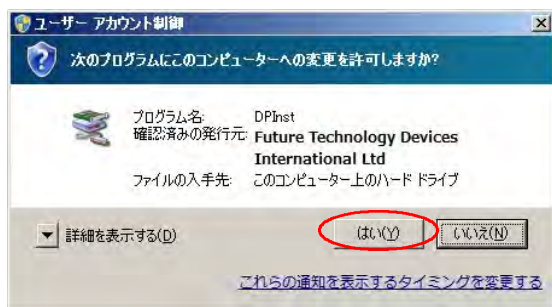 ユーザー アカウント制御
次のプログラムにこのコンピューターへの変更を許可しますか?
プログラム名: DPInst
確認済みの発行元: Future Technology Devices
International Ltd
ファイルの入手先: このコンピューター上のハード ドライブ
詳細を表示する(D) はい(Y) いいえ(N)
これらの通知を表示するタイミングを変更する